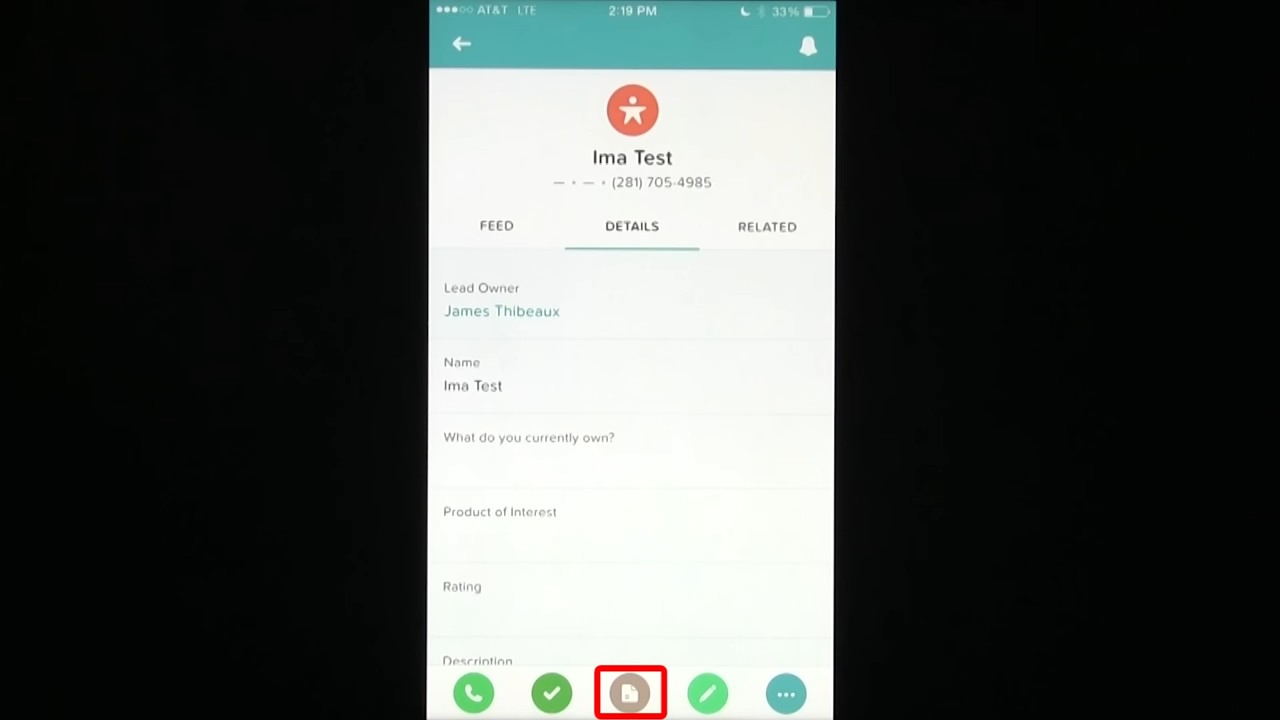 AT&T LTE 2:19 PM 33%
Ima Test
— • — • (281) 705-4985
FEED DETAILS RELATED
Lead Owner
James Thibeaux
Name
Ima Test
What do you currently own?
Product of Interest
Rating
Description